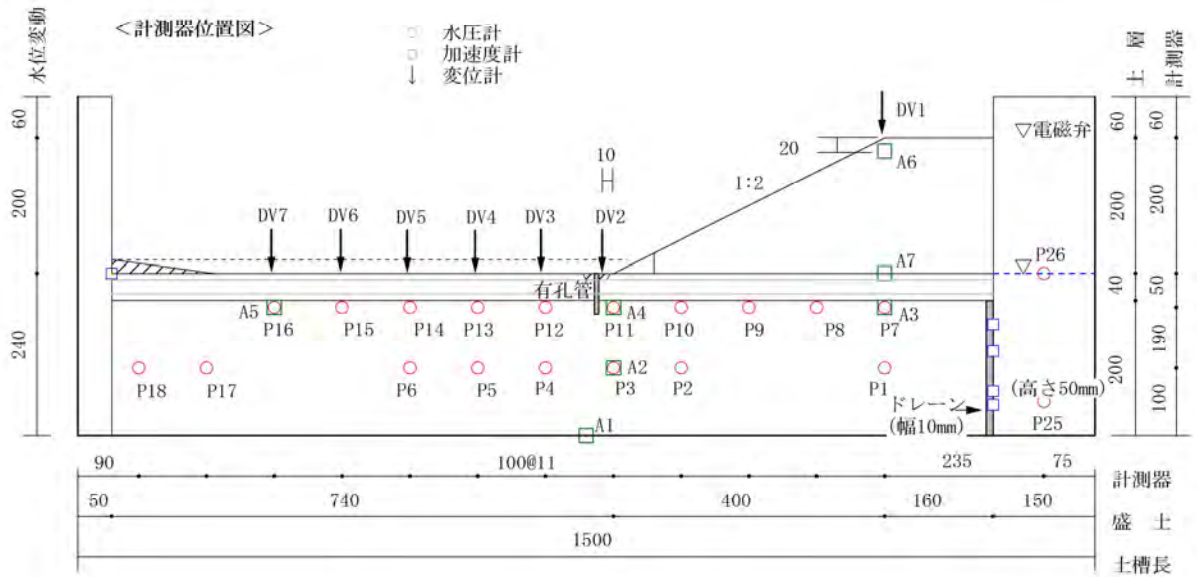 <計測器位置図>
水圧計
加速度計
変位計
水位変動
60
200
240
土層
計測器
60
200
40
200
60
200
50
190
100
DV1
20
A6
▽電磁弁
10
1:2
DV7
DV6
DV5
DV4
DV3
DV2
A7
P26
有孔管
A5
P16
P15
P14
P13
P12
P11
A4
P10
P9
P8
P7
A3
P18
P17
P6
P5
P4
P3
A2
P2
P1
(高さ50mm)
ドレーン
(幅10mm)
P25
A1
90
100@11
235
75
計測器
50
740
400
160
150
盛土
1500
土槽長